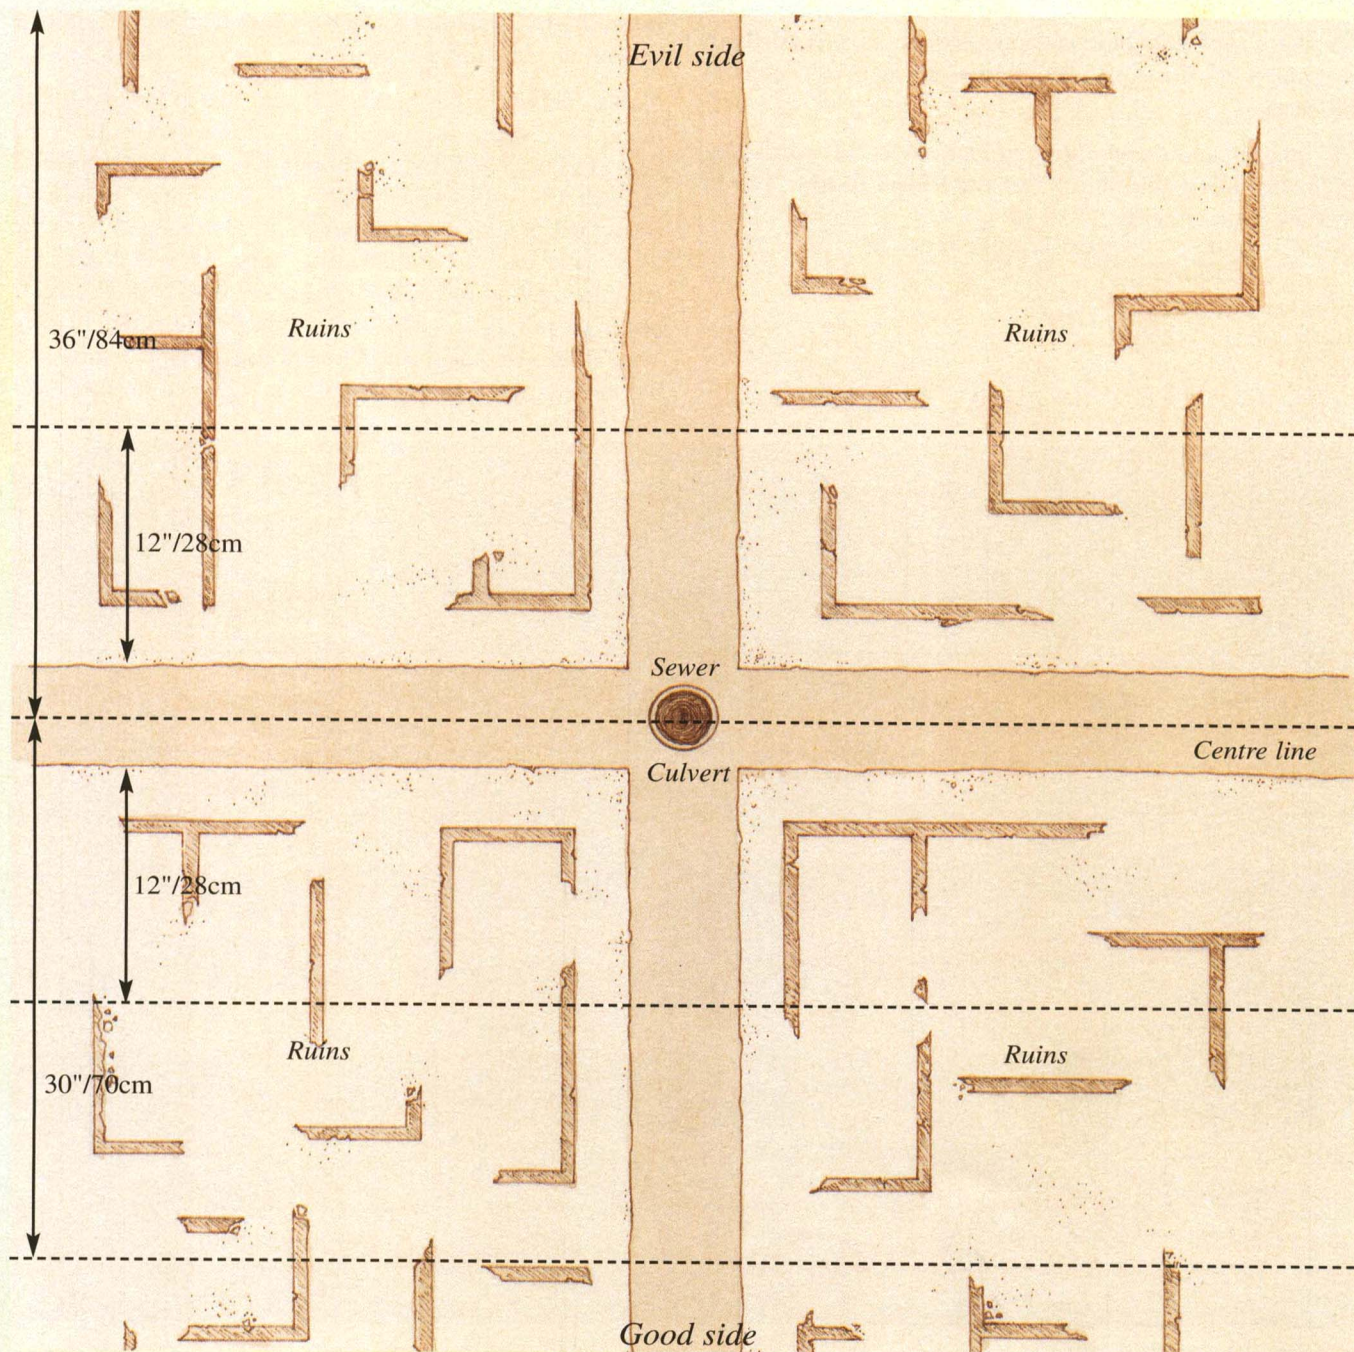 Evil side
Ruins
Ruins
36"/84cm
12"/28cm
Sewer
Culvert
Centre line
12"/28cm
Ruins
Ruins
30"/70cm
Good side